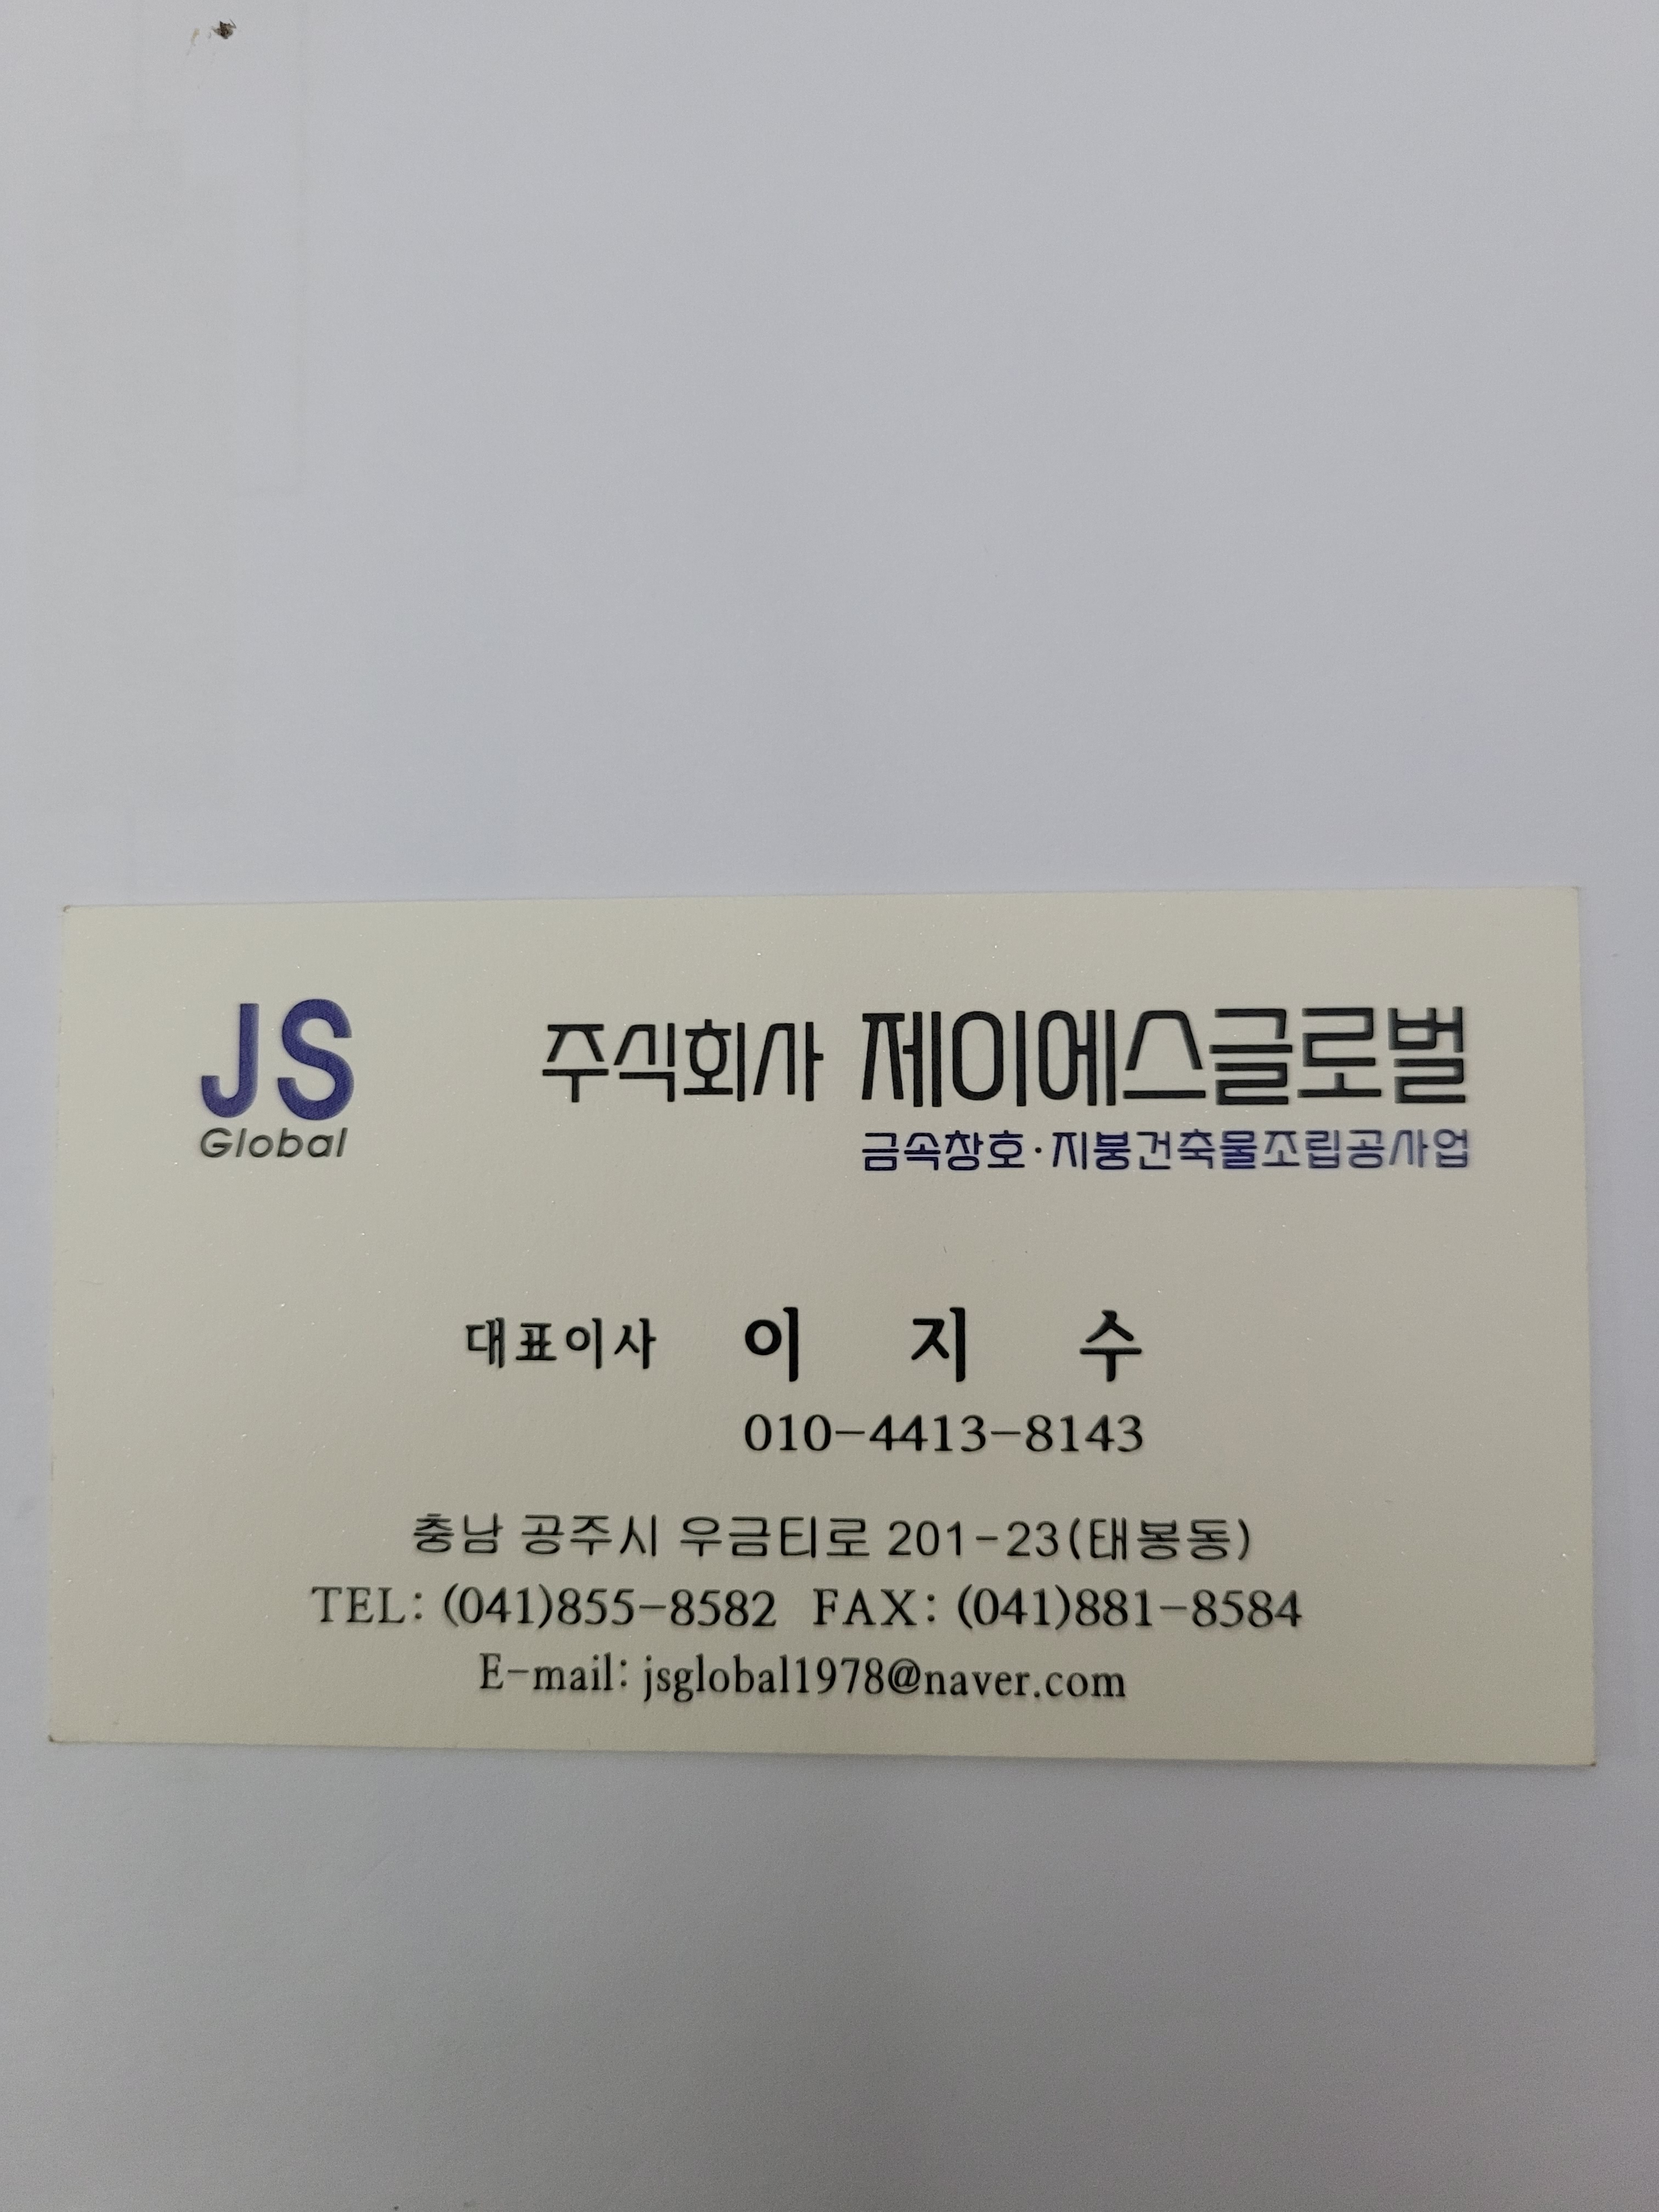 JS
Global
주식회사 제이에스글로벌
금속창호·지붕건축물조립공사업
대표이사 이 지 수
010-4413-8143
충남 공주시 우금티로 201-23(태봉동)
TEL: (041)855-8582 FAX: (041)881-8584
E-mail: jsglobal1978@naver.com